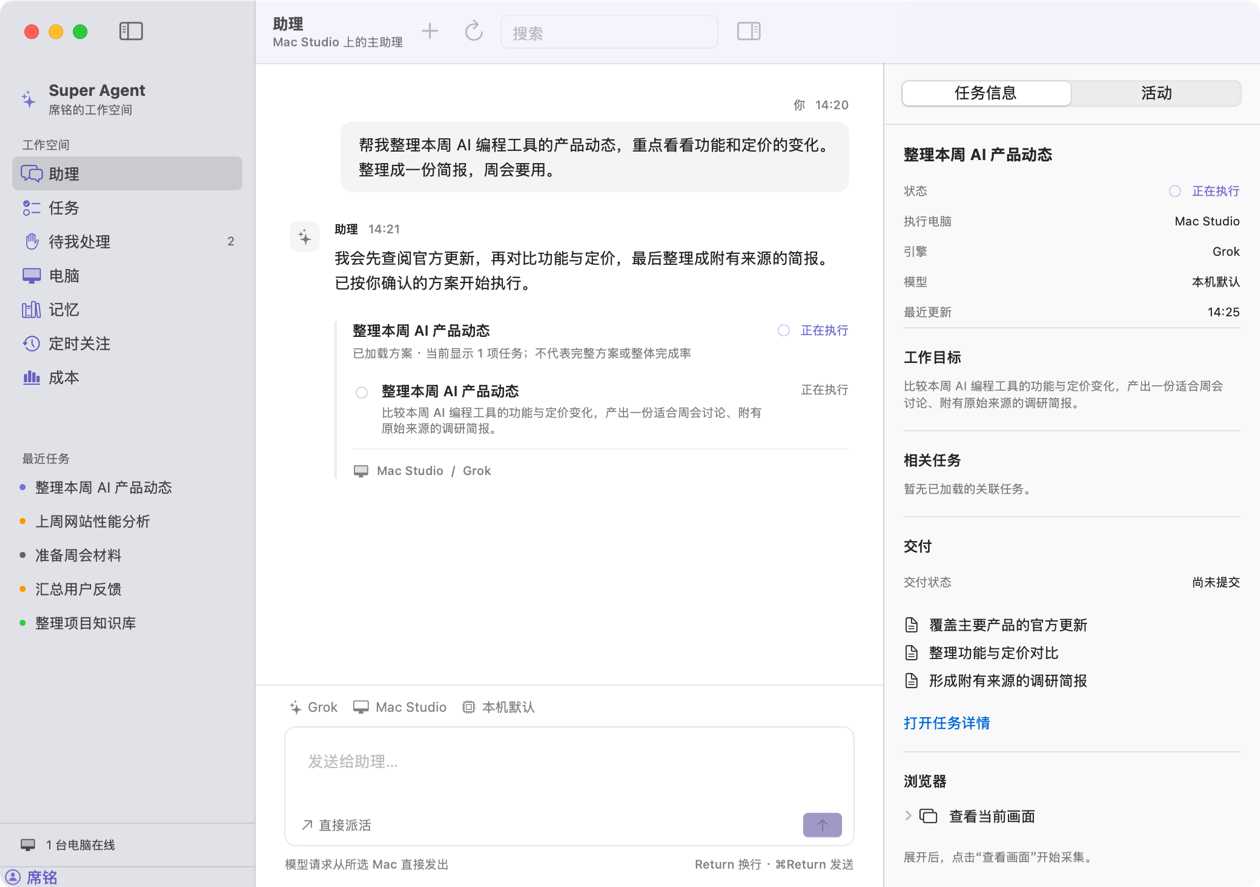 助理
Mac Studio 上的主助理
搜索
Super Agent
席铭的工作空间
工作空间
助理
任务
待我处理 2
电脑
记忆
定时关注
成本
最近任务
整理本周 AI 产品动态
上周网站性能分析
准备周会材料
汇总用户反馈
整理项目知识库
1 台电脑在线
席铭
你 14:20
帮我整理本周 AI 编程工具的产品动态，重点看看功能和定价的变化。
整理成一份简报，周会要用。
助理 14:21
我会先查阅官方更新，再对比功能与定价，最后整理成附有来源的简报。
已按你确认的方案开始执行。
整理本周 AI 产品动态 正在执行
已加载方案 · 当前显示 1 项任务；不代表完整方案或整体完成率
整理本周 AI 产品动态 正在执行
比较本周 AI 编程工具的功能与定价变化，产出一份适合周会讨论、附有
原始来源的调研简报。
Mac Studio / Grok
Grok Mac Studio 本机默认
发送给助理...
直接派活
模型请求从所选 Mac 直接发出 Return 换行 · ⌘Return 发送
任务信息 活动
整理本周 AI 产品动态
状态 正在执行
执行电脑 Mac Studio
引擎 Grok
模型 本机默认
最近更新 14:25
工作目标
比较本周 AI 编程工具的功能与定价变化，产出一份适合周会
讨论、附有原始来源的调研简报。
相关任务
暂无已加载的关联任务。
交付
交付状态 尚未提交
覆盖主要产品的官方更新
整理功能与定价对比
形成附有来源的调研简报
打开任务详情
浏览器
查看当前画面
展开后，点击“查看画面”开始采集。